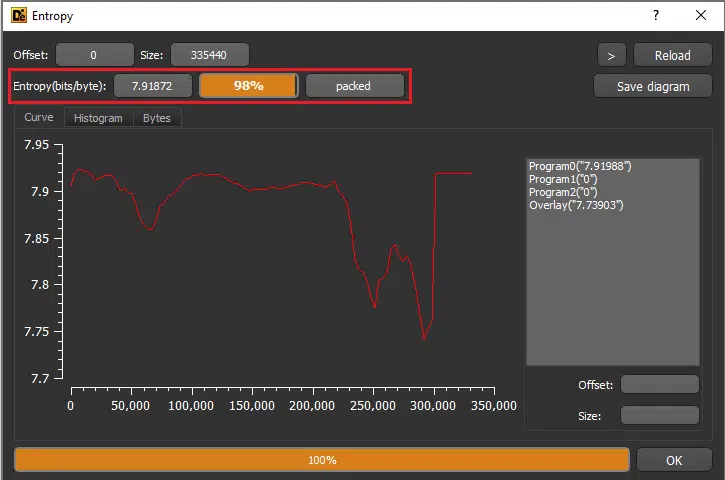 Entropy
Offset: 0 Size: 335440 > Reload
Entropy(bits/byte): 7.91872 98% packed Save diagram
Curve Histogram Bytes
7.95
7.9
7.85
7.8
7.75
7.7
0 50,000 100,000 150,000 200,000 250,000 300,000 350,000
Program0("7.91988")
Program1("0")
Program2("0")
Overlay("7.73903")
Offset:
Size:
100% OK